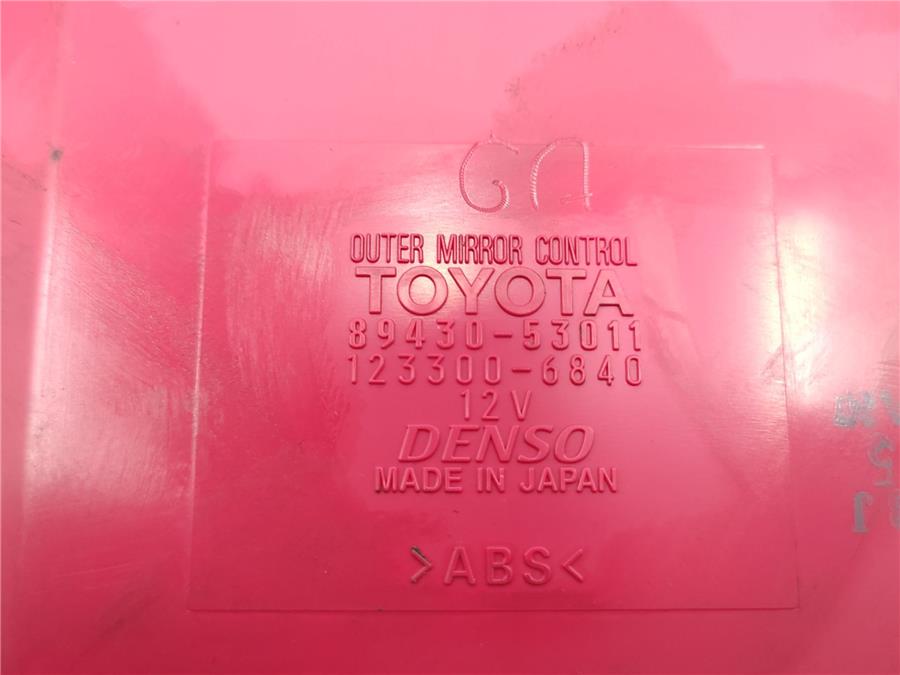 OUTER MIRROR CONTROL
TOYOTA
89430-53011
123300-6840
12V
DENSO
MADE IN JAPAN
>ABS<